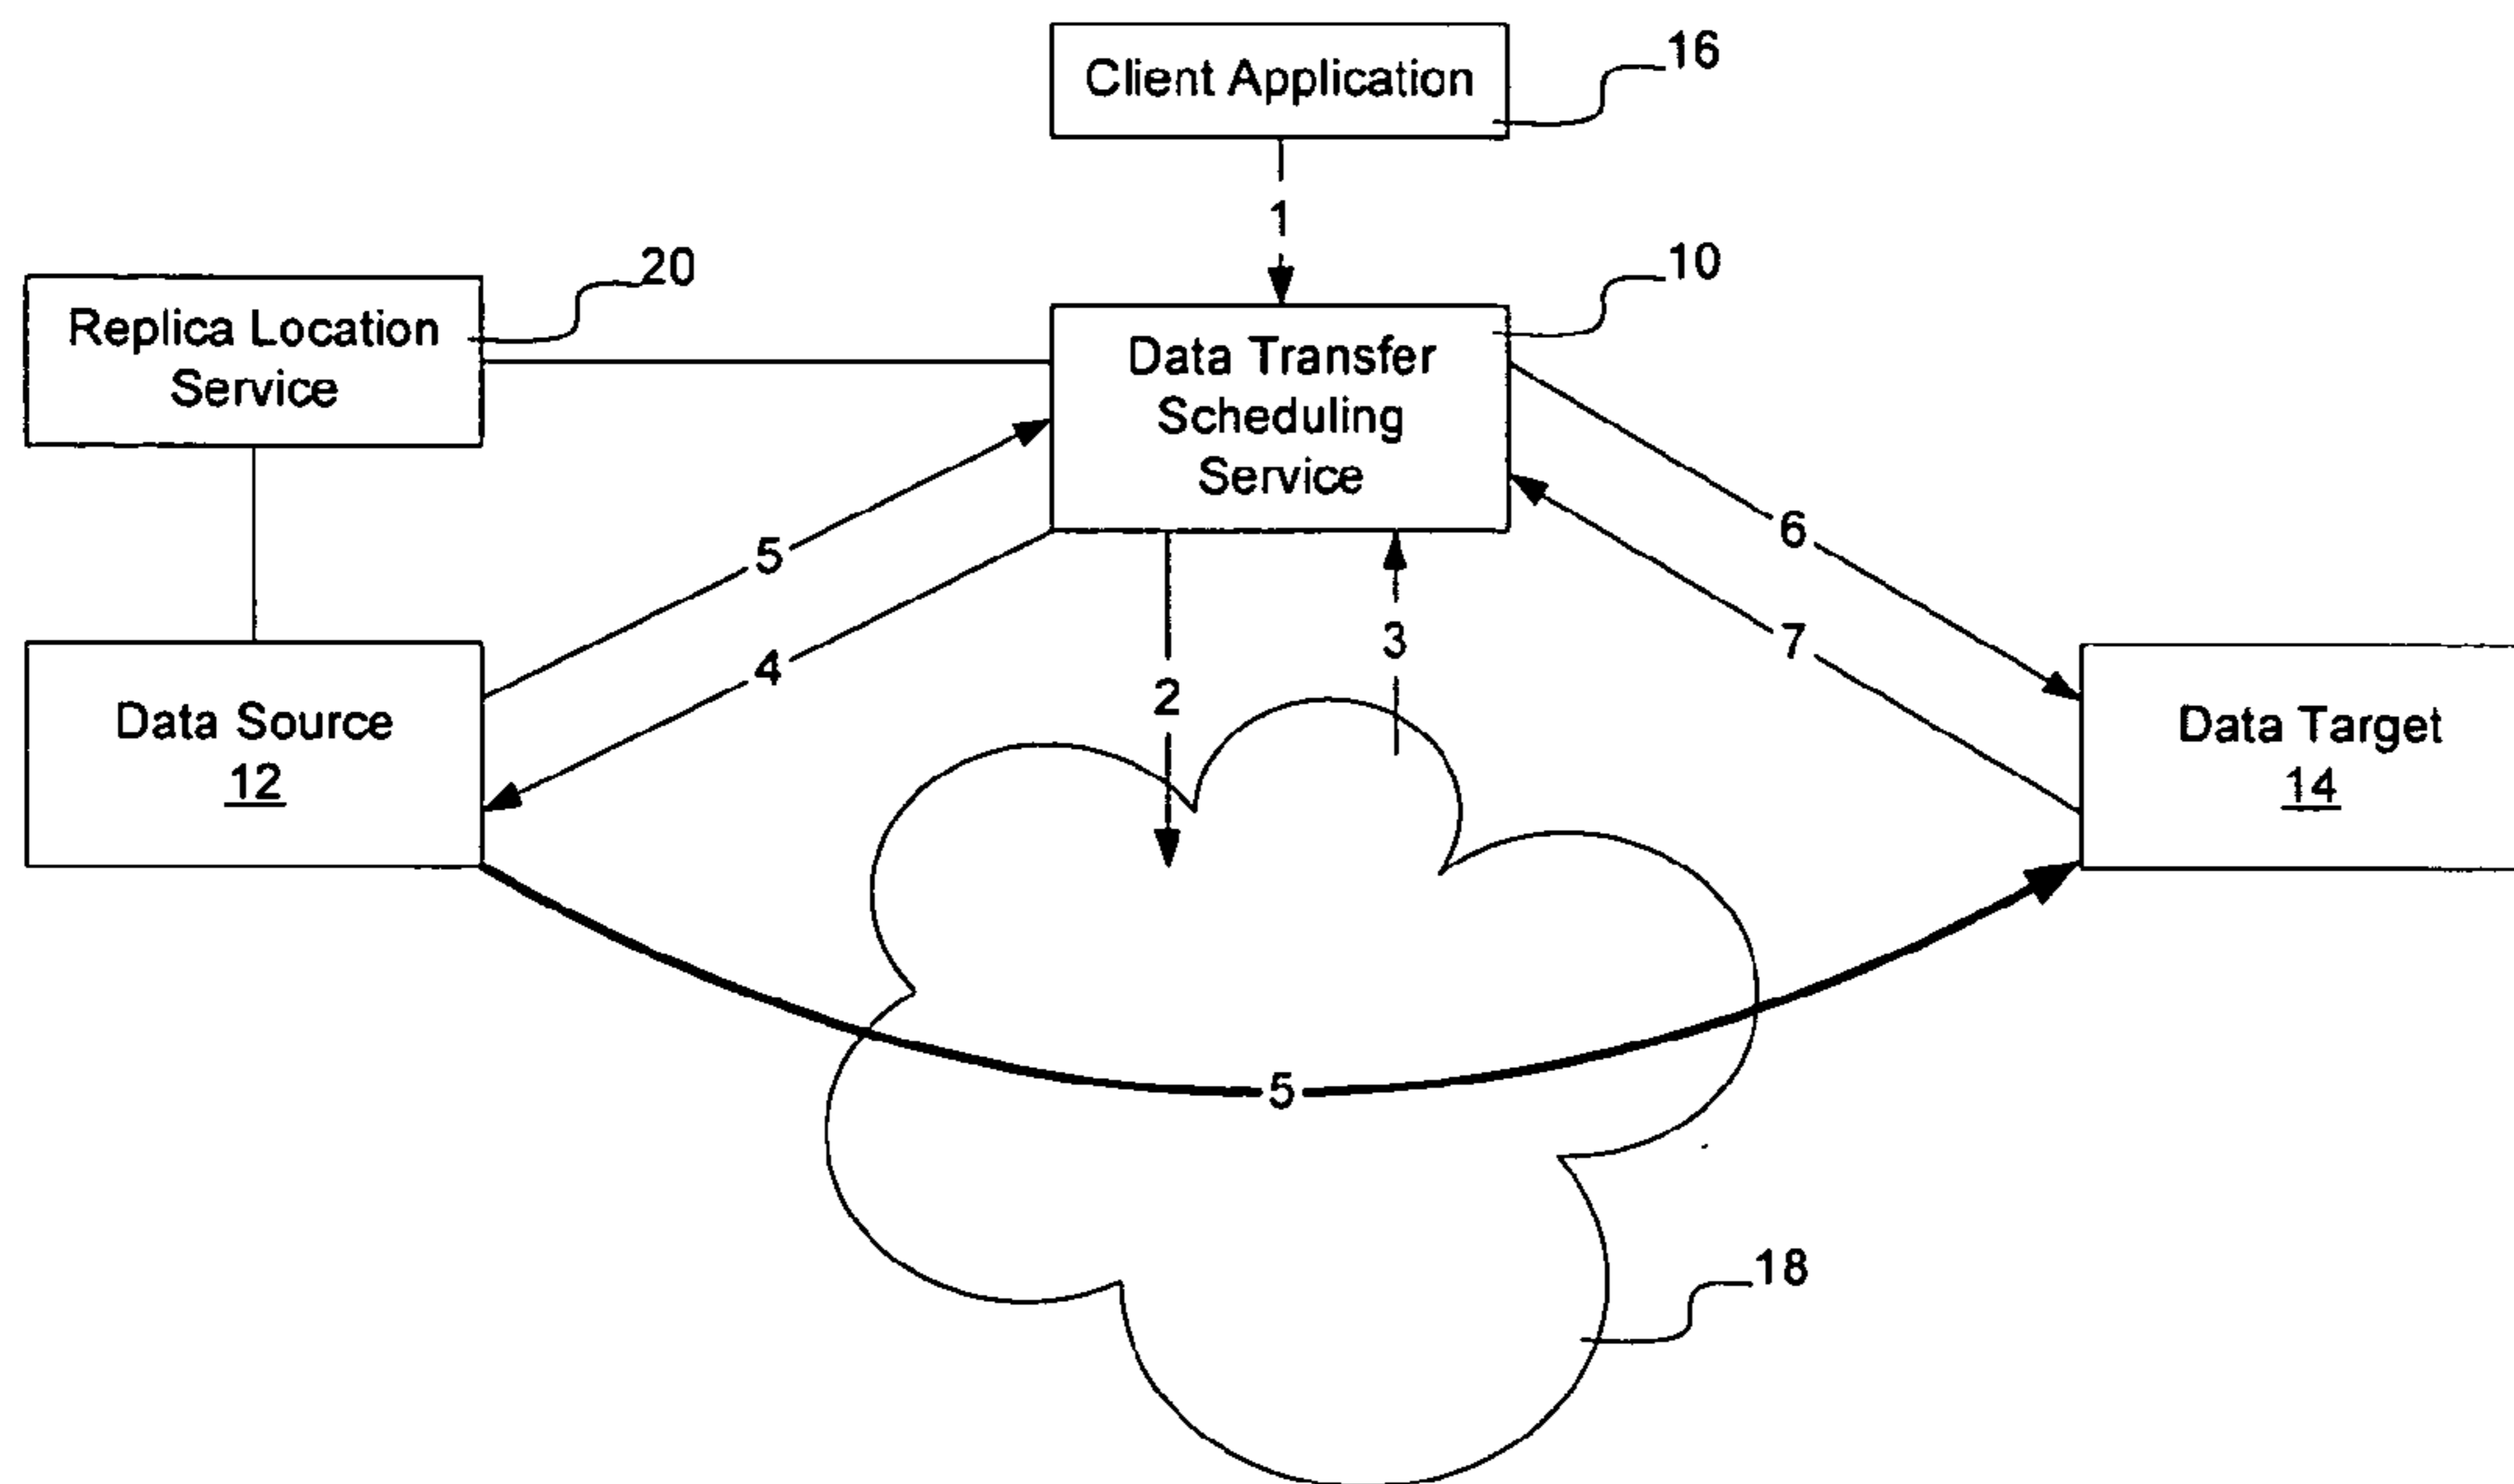 Client Application
16
1
20
10
Replica Location
Service
Data Transfer
Scheduling
Service
5
6
4
3
7
2
Data Source
12
Data Target
14
5
18